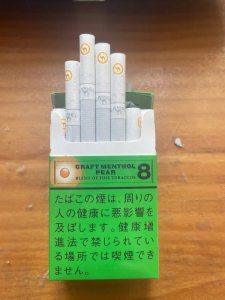 CRAFT MENTHOL
PEAR
BLEND OF FINE TOBACCOS
8
たばこの煙は、周りの
人の健康に悪影響を
及ぼします。健康増
進法で禁じられてい
る場所では喫煙でき
ません。